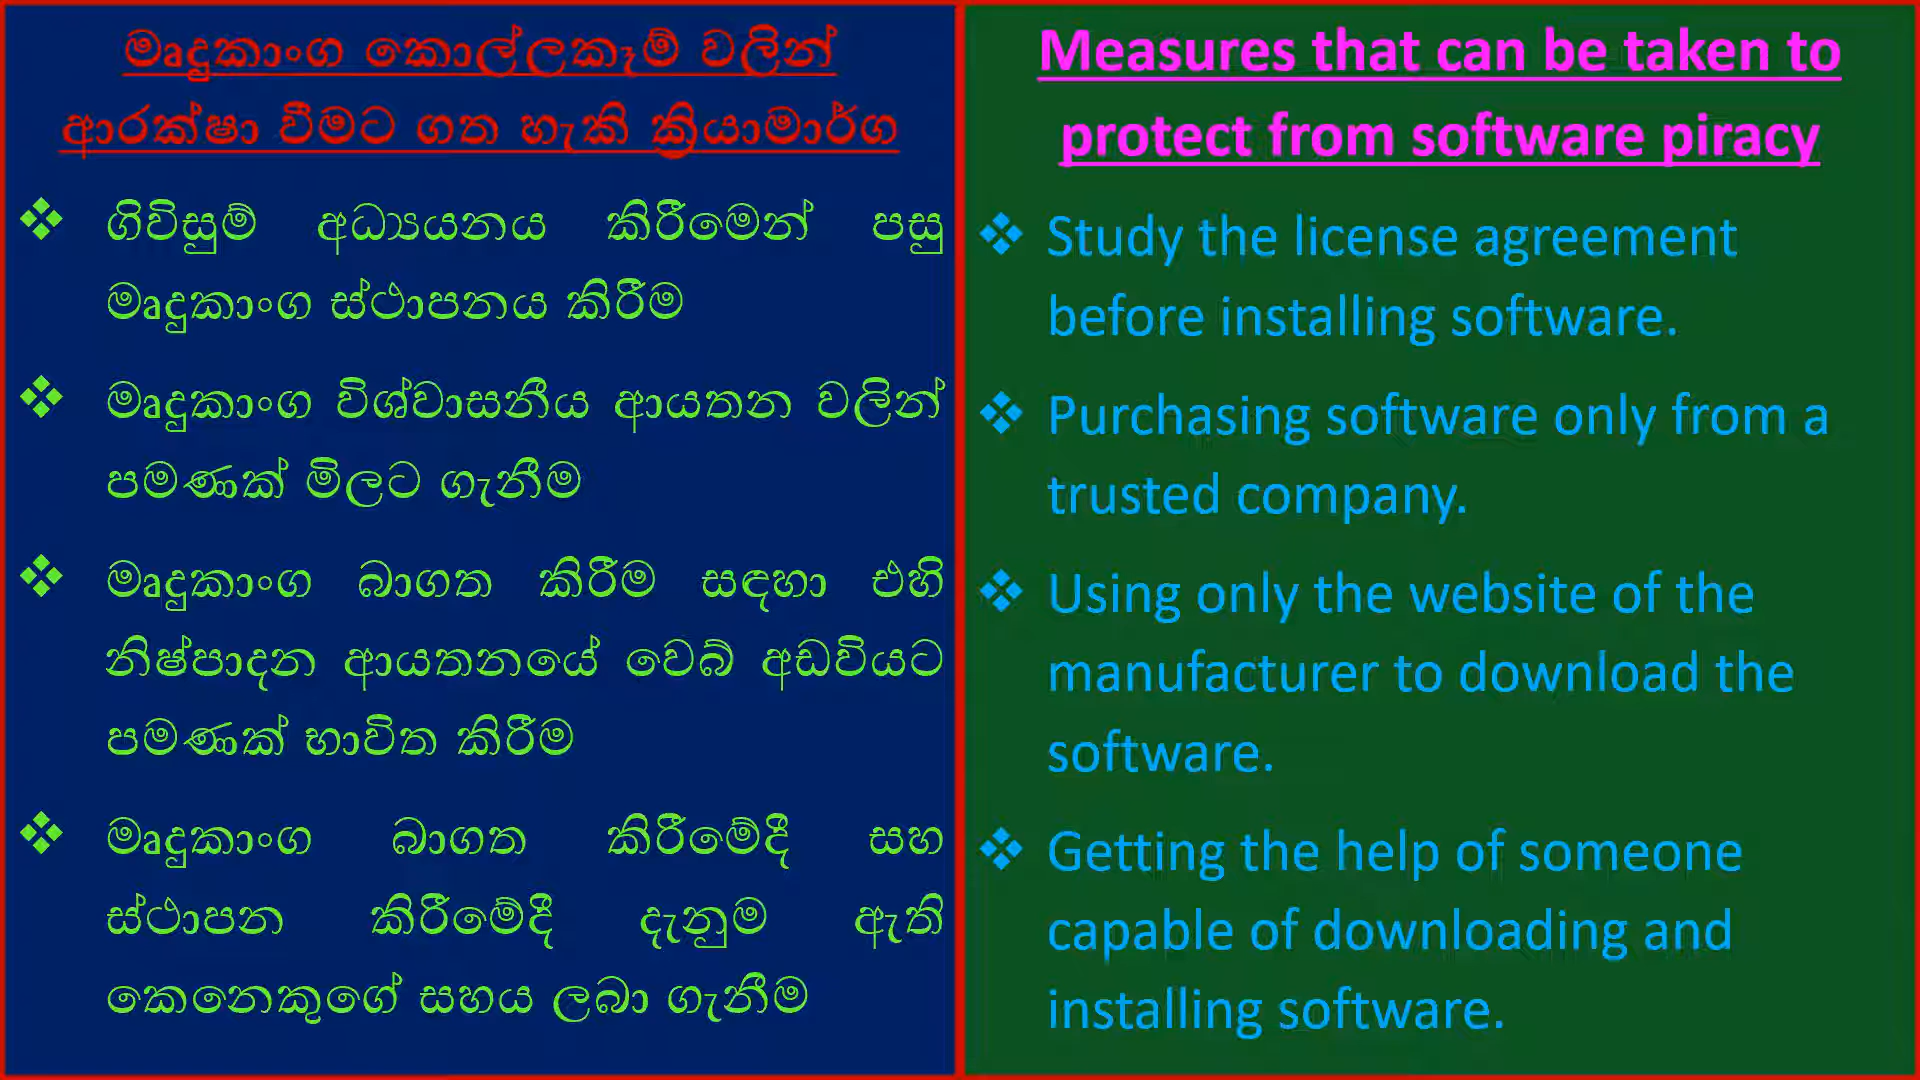 මෘදුකාංග කොල්ලකෑම් වලින්
ආරක්ෂා වීමට ගත හැකි ක්‍රියාමාර්ග
❖ ගිවිසුම් අධ්‍යයනය කිරීමෙන් පසු
මෘදුකාංග ස්ථාපනය කිරීම
❖ මෘදුකාංග විශ්වාසනීය ආයතන වලින්
පමණක් මිලට ගැනීම
❖ මෘදුකාංග බාගත කිරීම සඳහා එහි
නිෂ්පාදන ආයතනයේ වෙබ් අඩවියට
පමණක් භාවිත කිරීම
❖ මෘදුකාංග බාගත කිරීමේදී සහ
ස්ථාපන කිරීමේදී දැනුම ඇති
කෙනෙකුගේ සහය ලබා ගැනීම
Measures that can be taken to
protect from software piracy
❖ Study the license agreement
before installing software.
❖ Purchasing software only from a
trusted company.
❖ Using only the website of the
manufacturer to download the
software.
❖ Getting the help of someone
capable of downloading and
installing software.